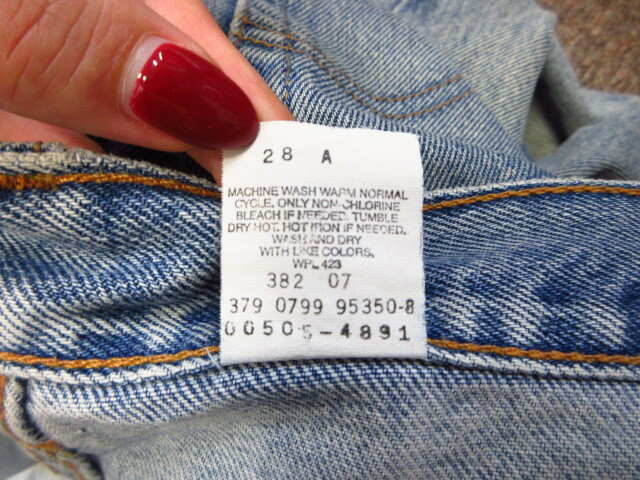 28 A
MACHINE WASH WARM NORMAL
CYCLE. ONLY NON-CHLORINE
BLEACH IF NEEDED. TUMBLE
DRY HOT. HOT IRON IF NEEDED.
WASH AND DRY
WITH LIKE COLORS.
WPL 423
382 07
379 0799 95350-8
00505-4891